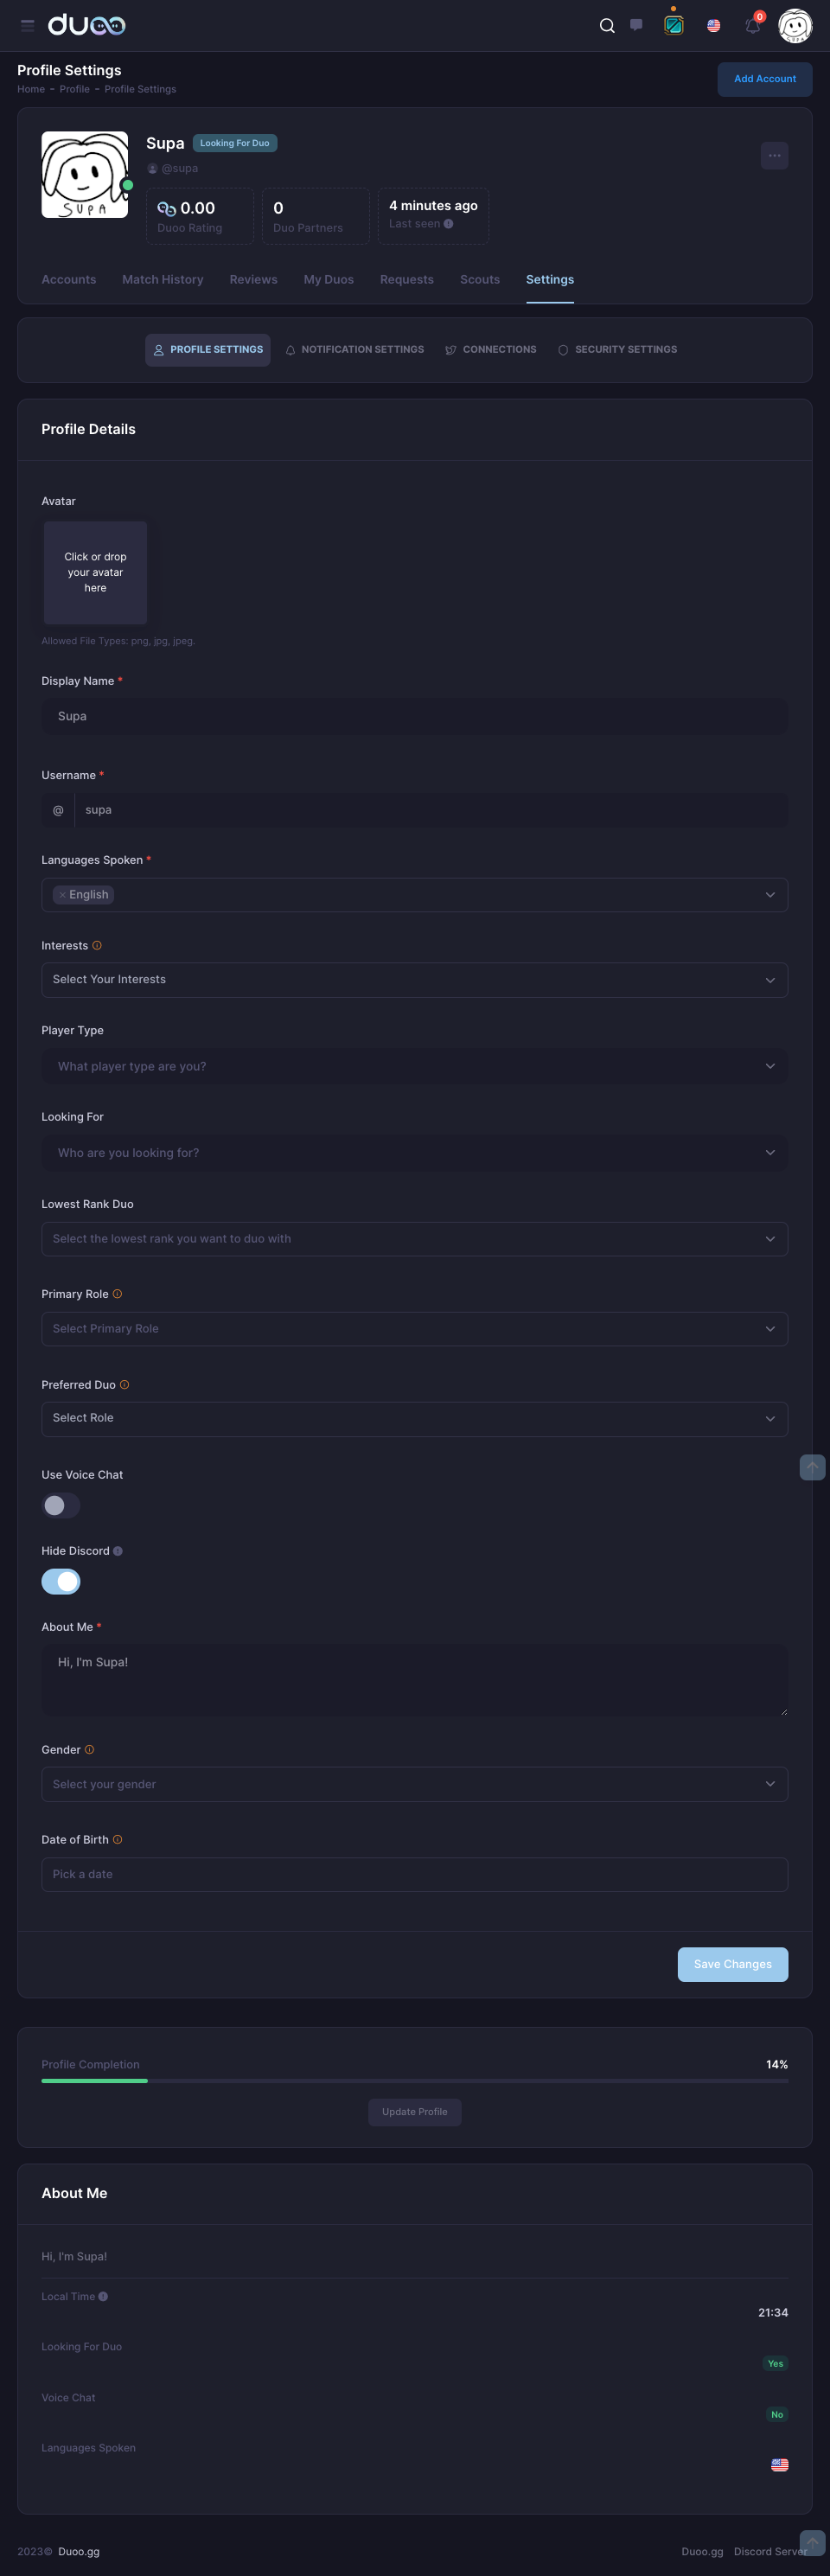 duoo
0
Profile Settings
Home - Profile - Profile Settings
Add Account
Supa Looking For Duo
@supa
SUPA
0.00
Duoo Rating
0
Duo Partners
4 minutes ago
Last seen
Accounts Match History Reviews My Duos Requests Scouts Settings
PROFILE SETTINGS NOTIFICATION SETTINGS CONNECTIONS SECURITY SETTINGS
Profile Details
Avatar
Click or drop
your avatar
here
Allowed File Types: png, jpg, jpeg.
Display Name *
Supa
Username *
@ supa
Languages Spoken *
× English
Interests
Select Your Interests
Player Type
What player type are you?
Looking For
Who are you looking for?
Lowest Rank Duo
Select the lowest rank you want to duo with
Primary Role
Select Primary Role
Preferred Duo
Select Role
Use Voice Chat
Hide Discord
About Me *
Hi, I'm Supa!
Gender
Select your gender
Date of Birth
Pick a date
Save Changes
Profile Completion 14%
Update Profile
About Me
Hi, I'm Supa!
Local Time
21:34
Looking For Duo
Yes
Voice Chat
No
Languages Spoken
2023© Duoo.gg
Duoo.gg Discord Server